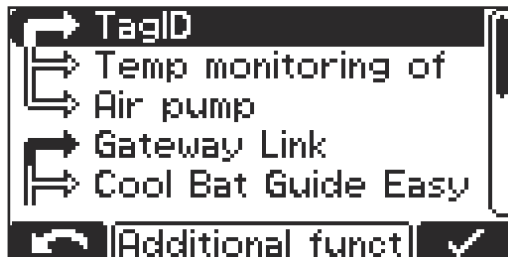 TagID
Temp monitoring of
Air pump
Gateway Link
Cool Bat Guide Easy
Additional funct